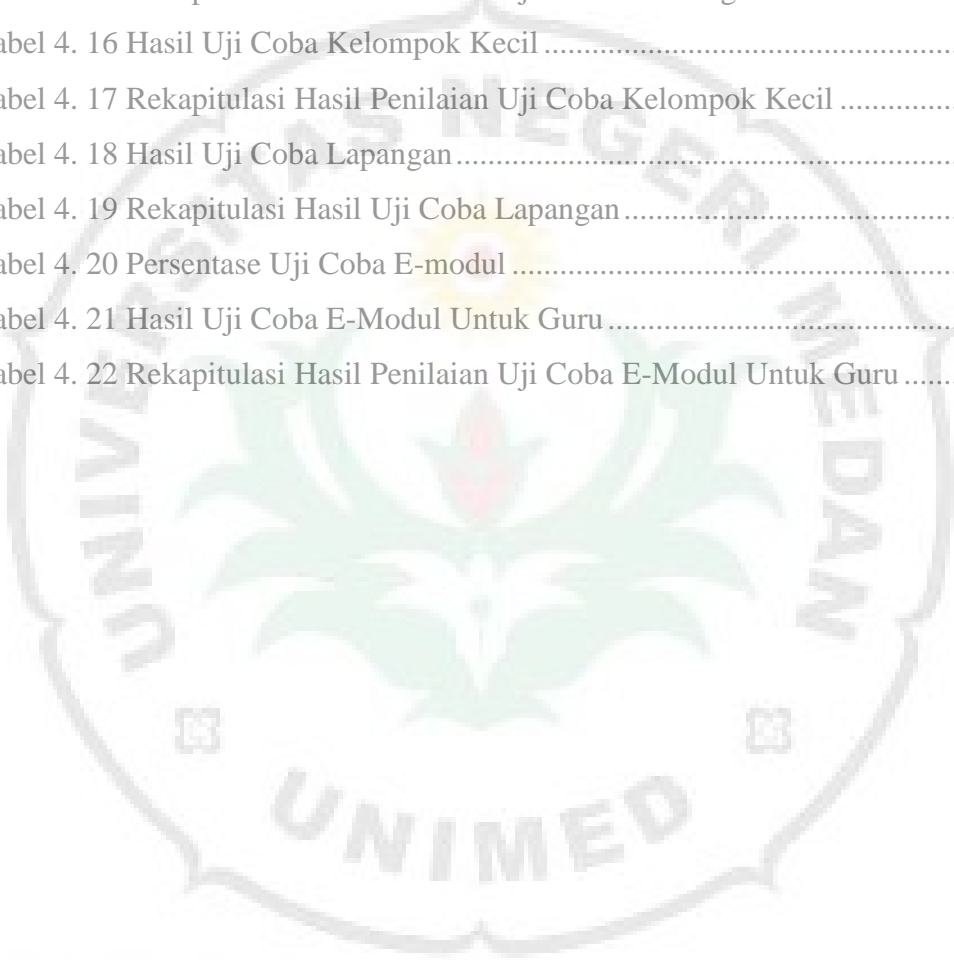 abel 4. 16 Hasil Uji Coba Kelompok Kecil ........................................................
abel 4. 17 Rekapitulasi Hasil Penilaian Uji Coba Kelompok Kecil ................
abel 4. 18 Hasil Uji Coba Lapangan ....................................................................
abel 4. 19 Rekapitulasi Hasil Uji Coba Lapangan ..............................................
abel 4. 20 Persentase Uji Coba E-modul .............................................................
abel 4. 21 Hasil Uji Coba E-Modul Untuk Guru ................................................
abel 4. 22 Rekapitulasi Hasil Penilaian Uji Coba E-Modul Untuk Guru .......
UNIVERSITAS NEGERI MEDAN
UNIMED